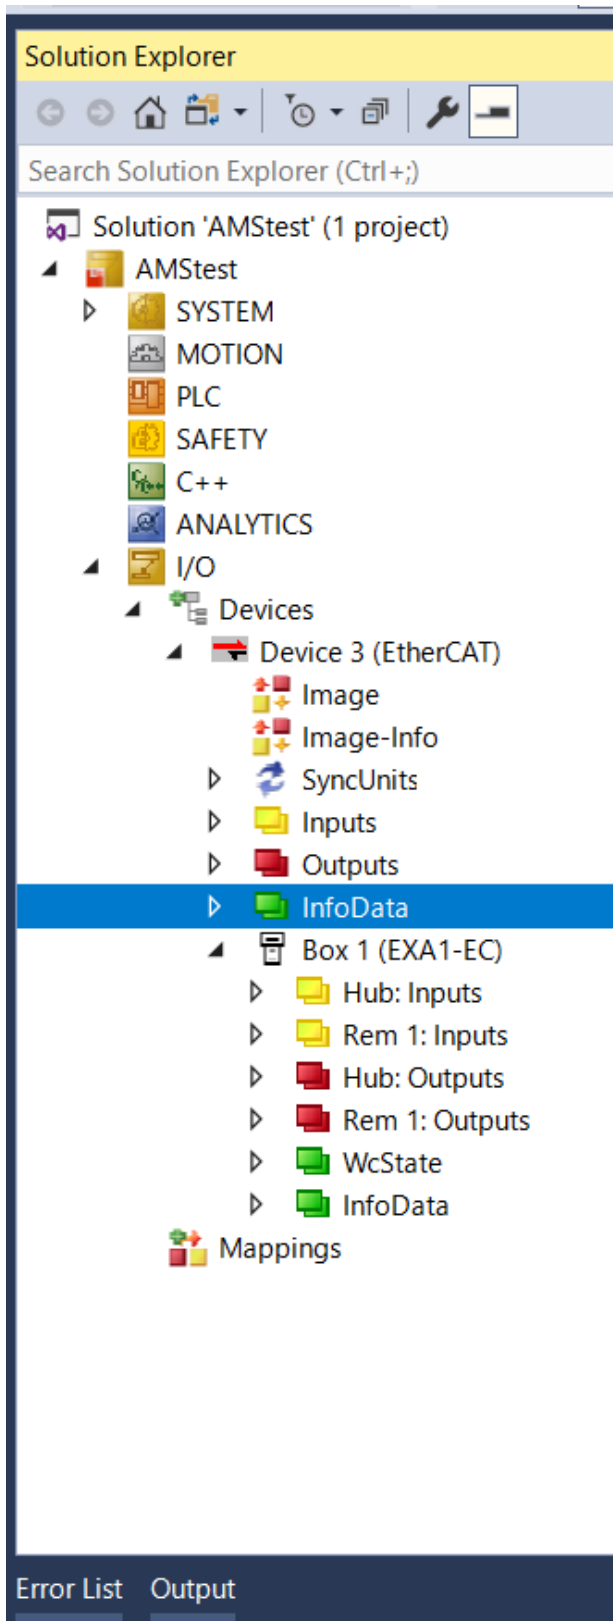 Solution Explorer
Search Solution Explorer (Ctrl+;)
Solution 'AMStest' (1 project)
AMStest
SYSTEM
MOTION
PLC
SAFETY
C++
ANALYTICS
I/O
Devices
Device 3 (EtherCAT)
Image
Image-Info
SyncUnits
Inputs
Outputs
InfoData
Box 1 (EXA1-EC)
Hub: Inputs
Rem 1: Inputs
Hub: Outputs
Rem 1: Outputs
WcState
InfoData
Mappings
Error List Output